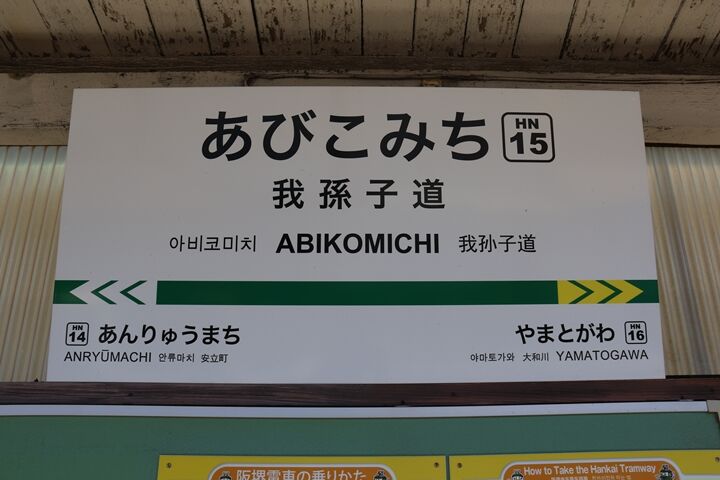 あびこみち HN 15
我孫子道
아비코미치 ABIKOMICHI 我孙子道
HN 14 あんりゅうまち
ANRYŪMACHI 안류마치 安立町
やまとがわ HN 16
야마토가와 大和川 YAMATOGAWA
阪堺電車の乗りかた
How to Take the Hankai Tramway